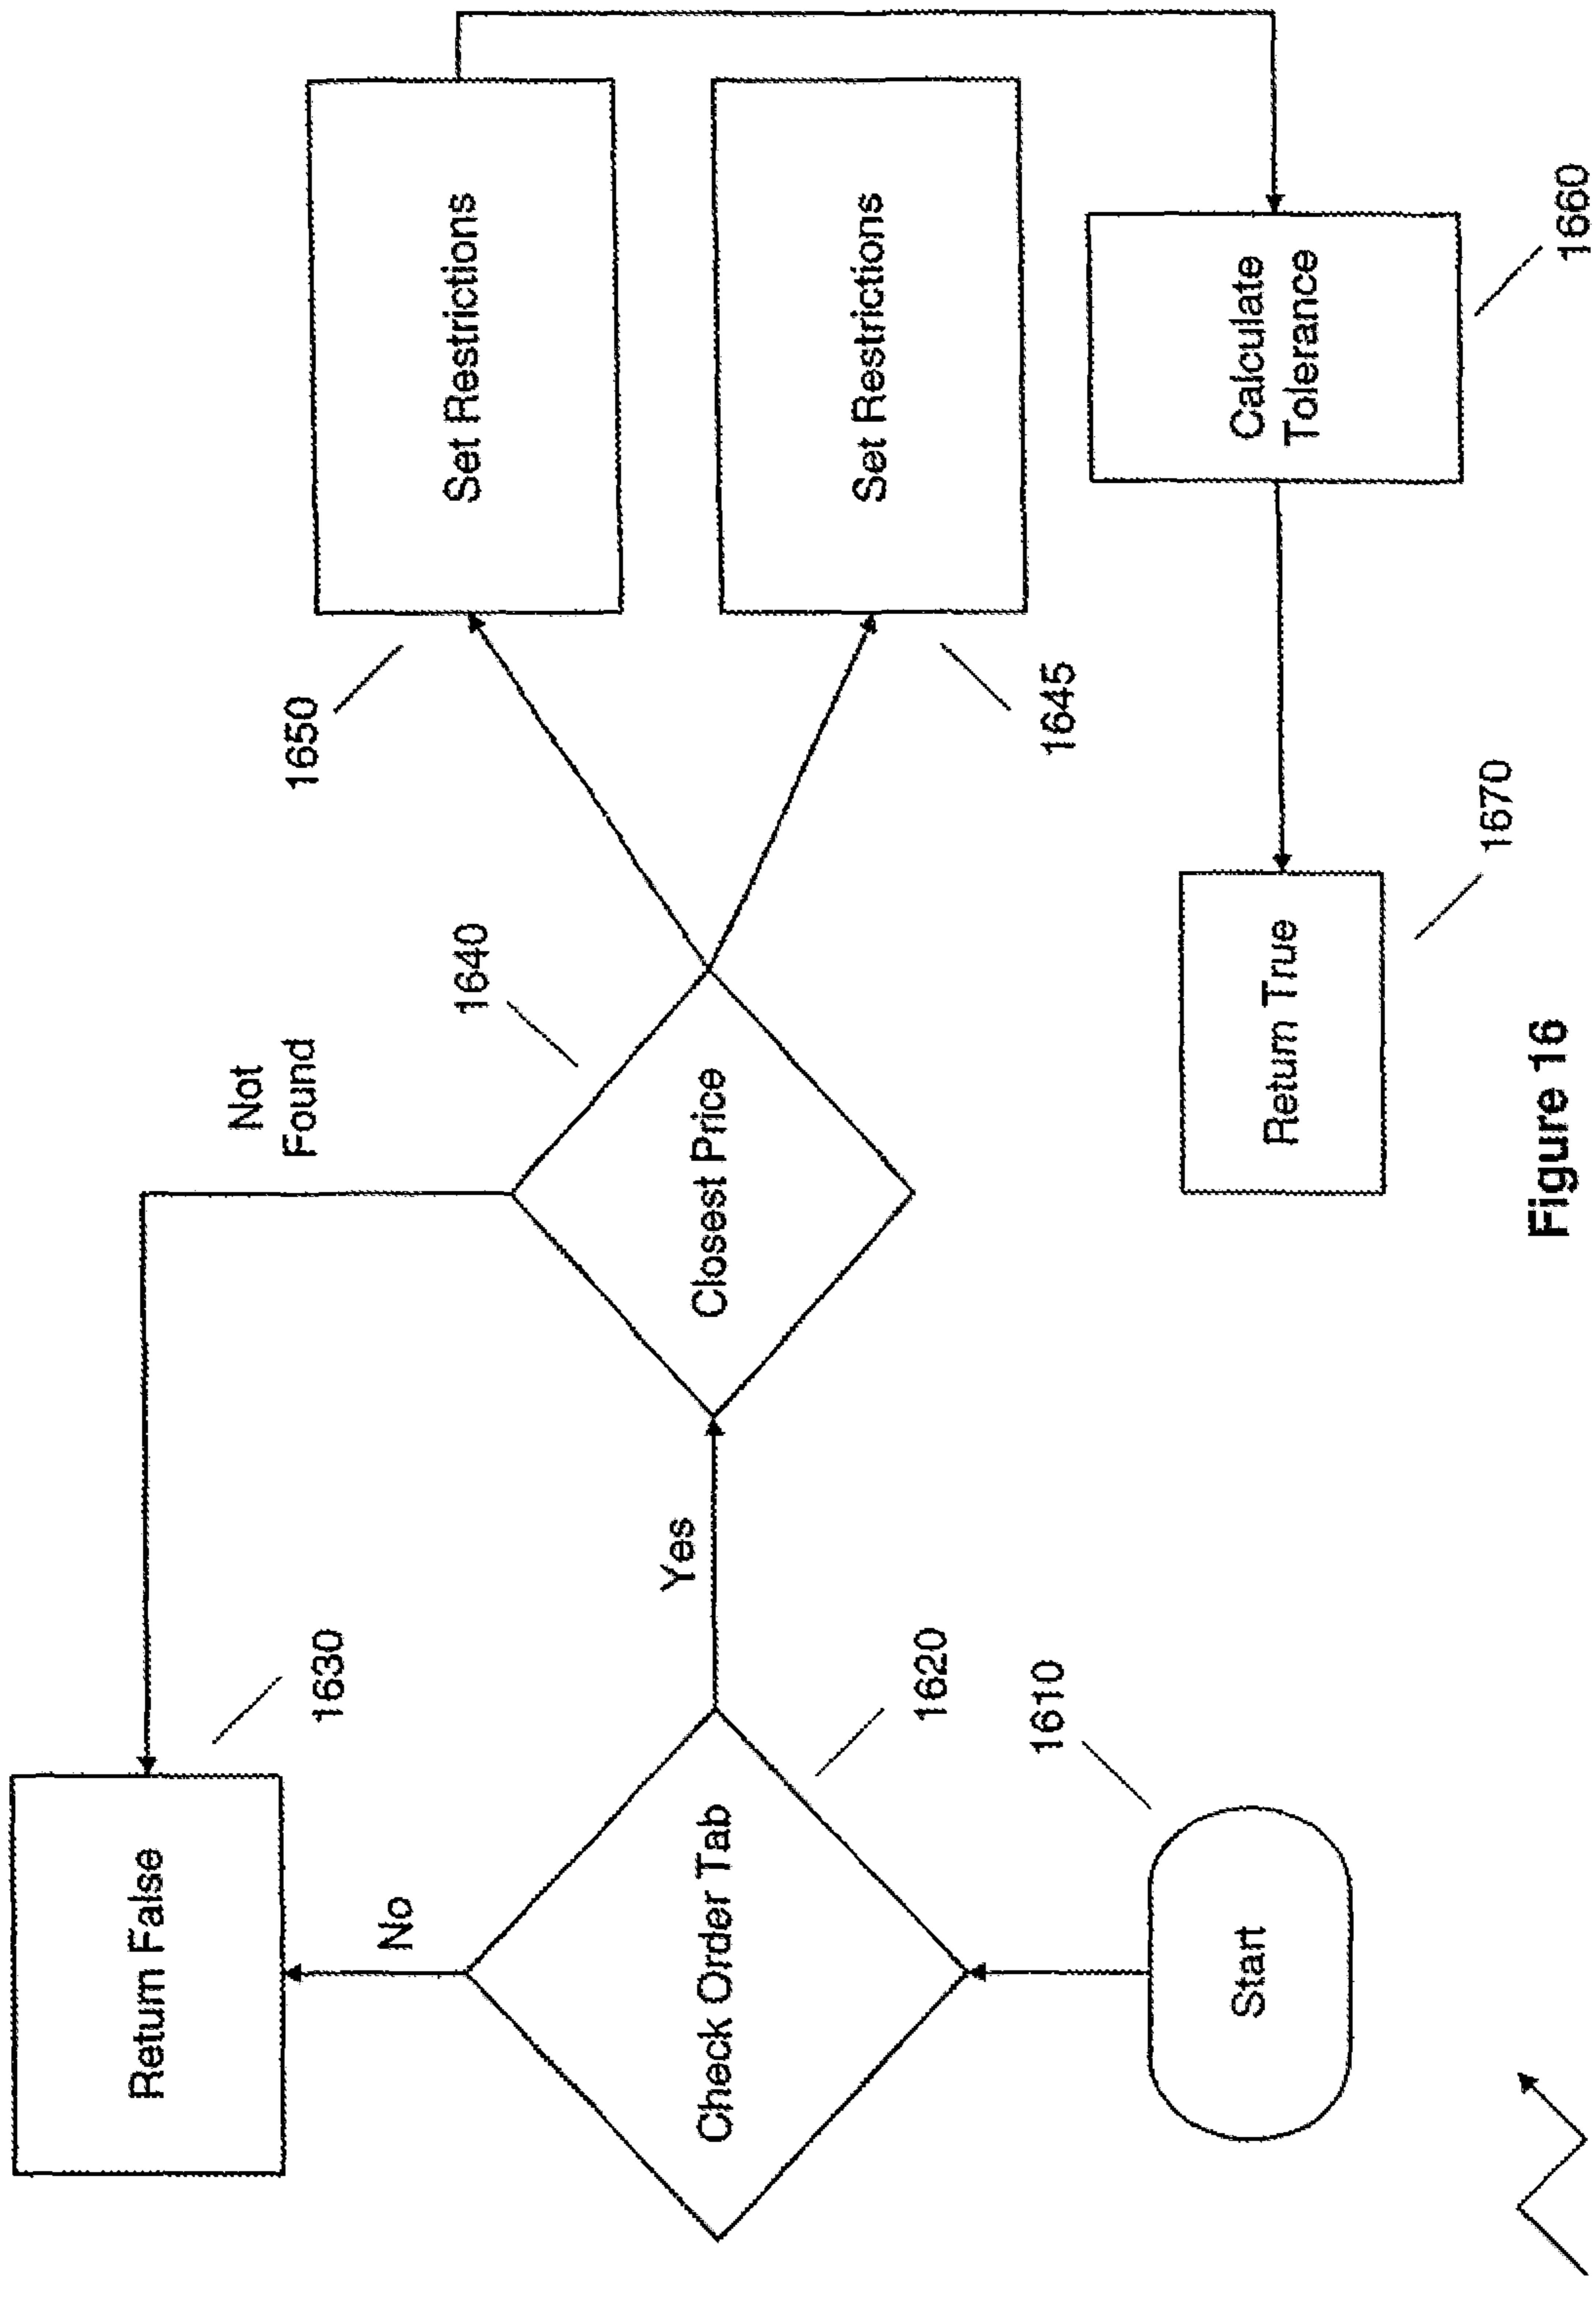 Return False
1630
No
Not
Found
Check Order Tab
1620
Yes
Closest Price
1640
Set Restrictions
1650
Set Restrictions
1645
Start
1610
Return True
1670
Calculate
Tolerance
1660
Figure 16